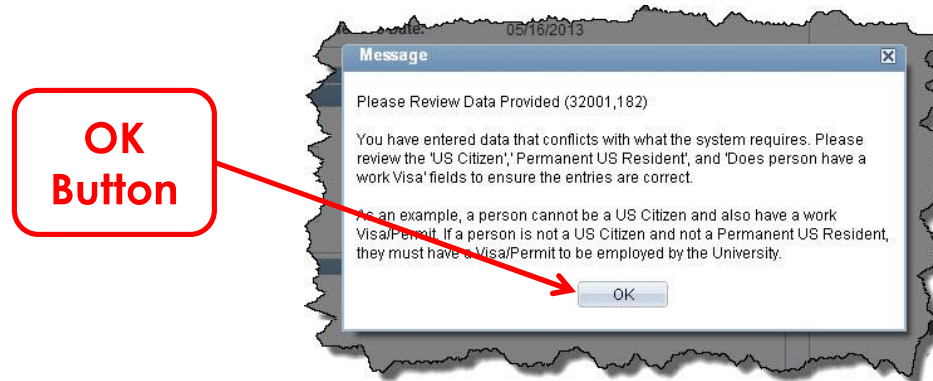 Date:
05/16/2013
Message
Please Review Data Provided (32001,182)
You have entered data that conflicts with what the system requires. Please
review the 'US Citizen',' Permanent US Resident', and 'Does person have a
work Visa' fields to ensure the entries are correct.
As an example, a person cannot be a US Citizen and also have a work
Visa/Permit. If a person is not a US Citizen and not a Permanent US Resident,
they must have a Visa/Permit to be employed by the University.
OK
OK
Button